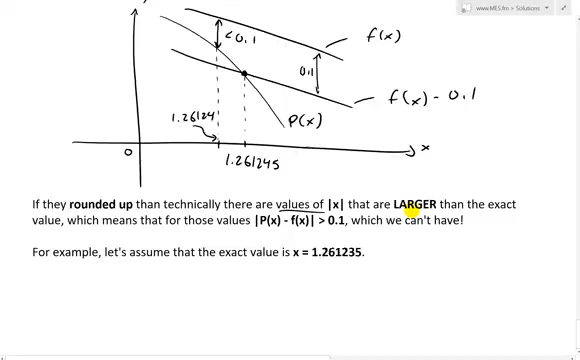 www.MES.fm > Solutions
f(x)
< 0.1
0.1
f(x) - 0.1
1.26124
P(x)
x
0
1.261245
If they rounded up than technically there are values of |x| that are LARGER than the exact
value, which means that for those values |P(x) - f(x)| > 0.1, which we can't have!
For example, let's assume that the exact value is x = 1.261235.